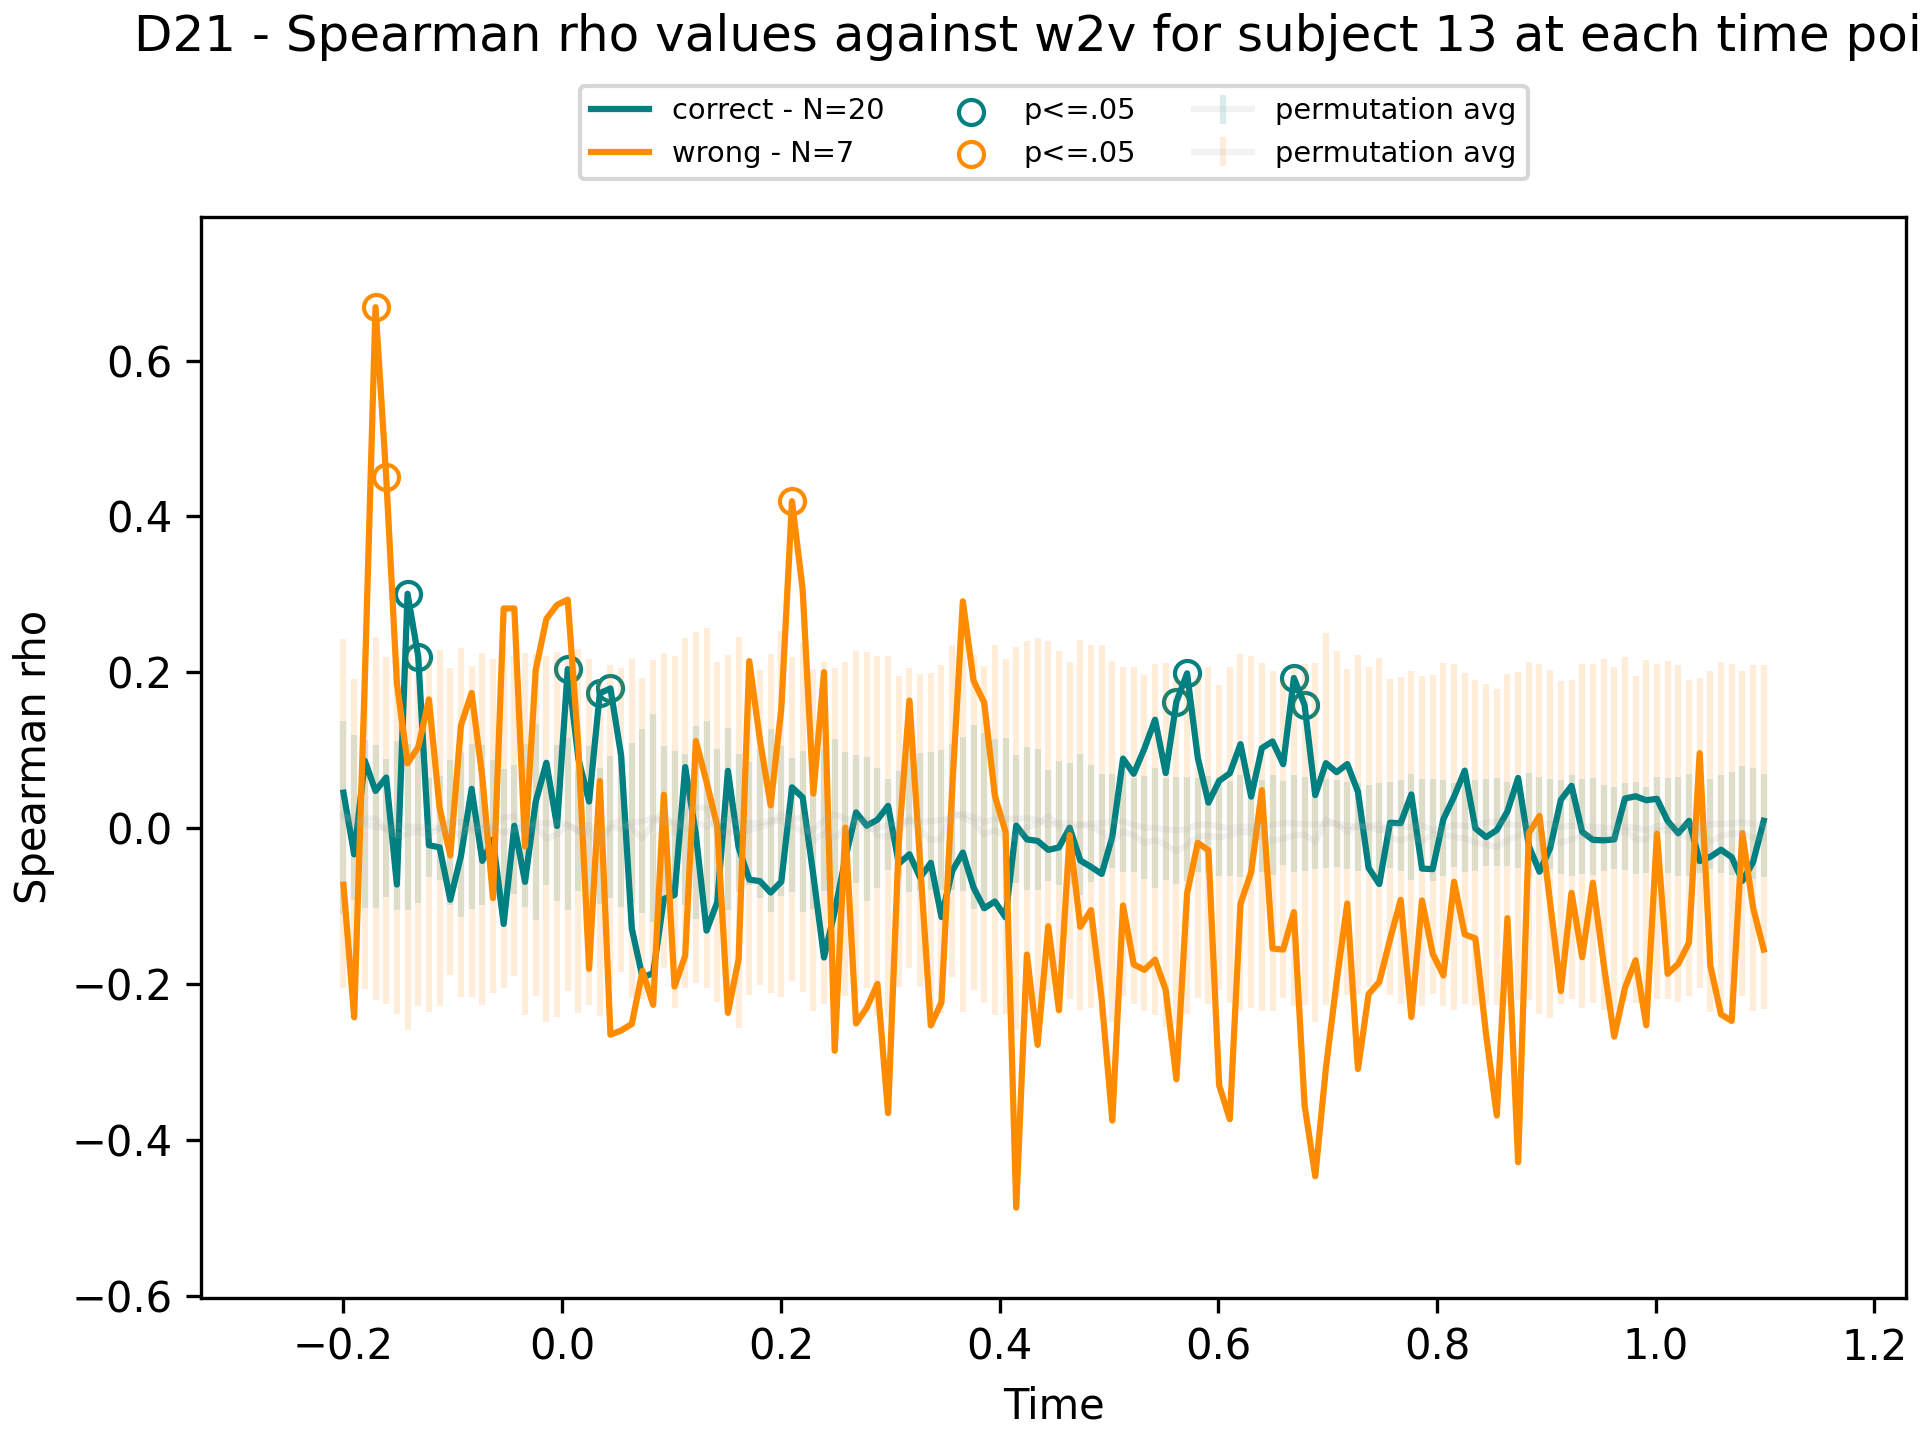 D21 - Spearman rho values against w2v for subject 13 at each time poi
correct - N=20
wrong - N=7
p<=.05
p<=.05
permutation avg
permutation avg
Spearman rho
0.6
0.4
0.2
0.0
−0.2
−0.4
−0.6
−0.2 0.0 0.2 0.4 0.6 0.8 1.0 1.2
Time